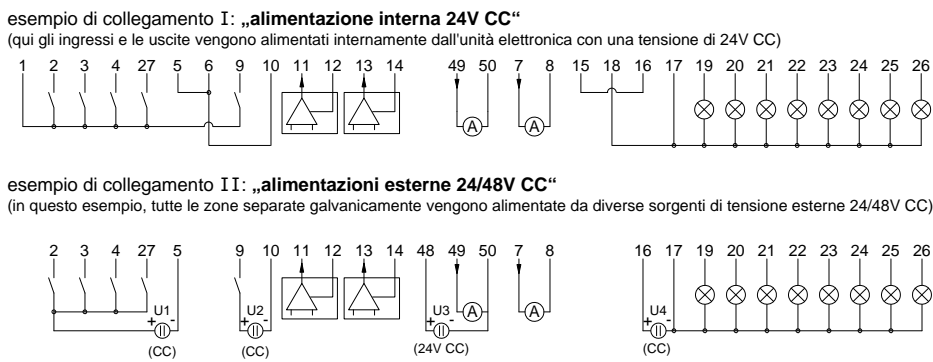 esempio di collegamento I: „alimentazione interna 24V CC“
(qui gli ingressi e le uscite vengono alimentati internamente dall'unità elettronica con una tensione di 24V CC)
1 2 3 4 27 5 6 9 10 11 12 13 14 49 50 7 8 15 18 16 17 19 20 21 22 23 24 25 26
A A
esempio di collegamento II: „alimentazioni esterne 24/48V CC“
(in questo esempio, tutte le zone separate galvanicamente vengono alimentate da diverse sorgenti di tensione esterne 24/48V CC)
2 3 4 27 5 9 10 11 12 13 14 48 49 50 7 8 16 17 19 20 21 22 23 24 25 26
A A
U1 U2 U3 U4
+ - + - + - + -
(CC) (CC) (24V CC) (CC)